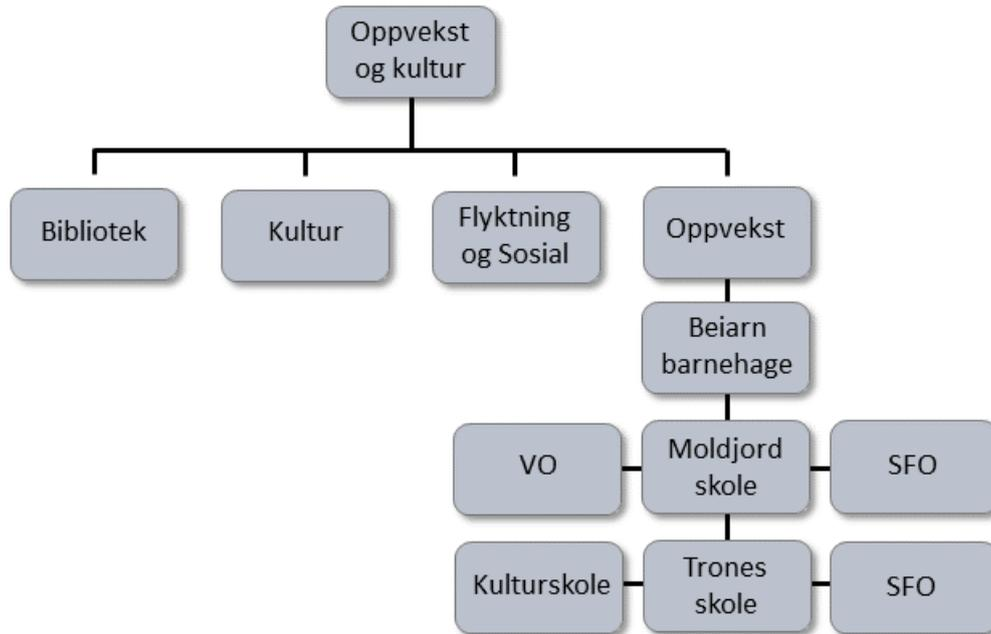 Oppvekst
og kultur
Bibliotek
Kultur
Flyktning
og Sosial
Oppvekst
Beiarn
barnehage
VO
Moldjord
skole
SFO
Kulturskole
Trones
skole
SFO